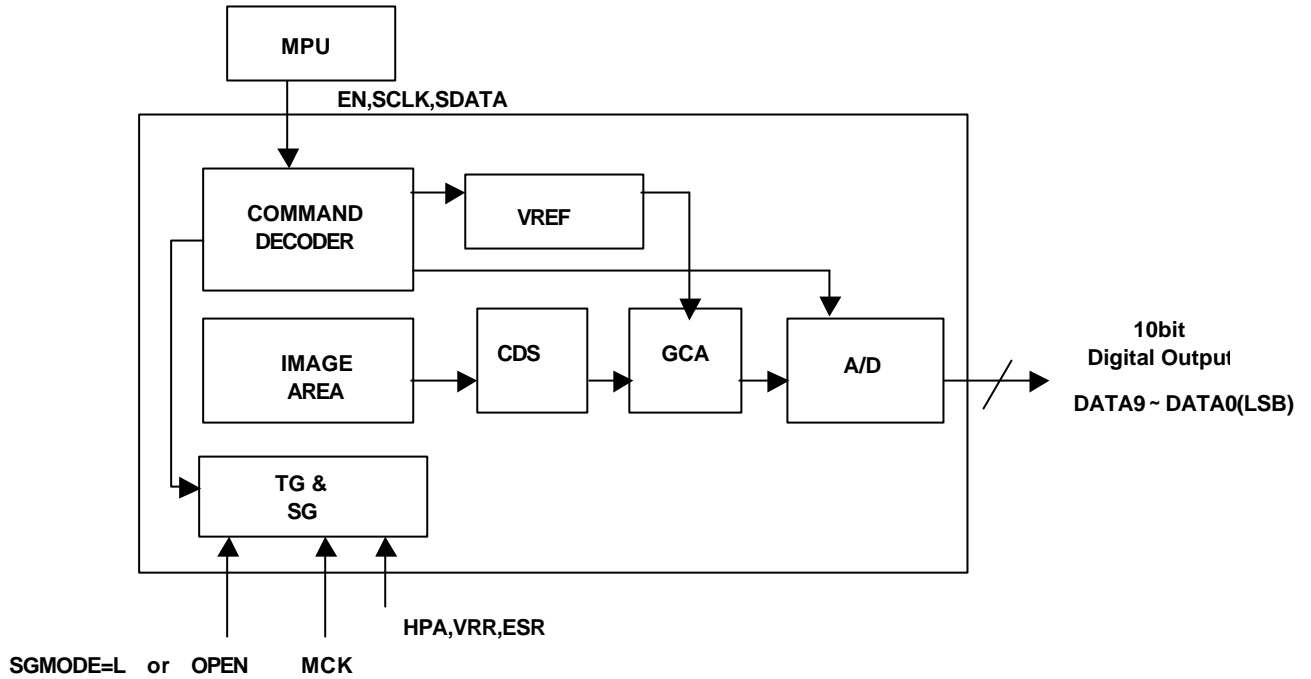 MPU
EN,SCLK,SDATA
COMMAND
DECODER
VREF
IMAGE
AREA
CDS
GCA
A/D
10bit
Digital Output
DATA9 ~ DATA0(LSB)
TG &
SG
HPA,VRR,ESR
SGMODE=L or OPEN MCK